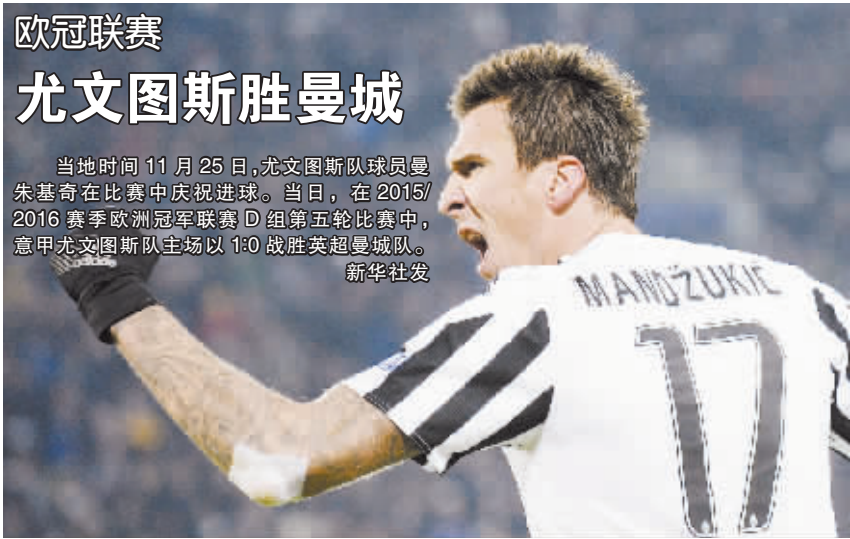 欧冠联赛
尤文图斯胜曼城
当地时间 11 月 25 日,尤文图斯队球员曼
朱基奇在比赛中庆祝进球。当日，在 2015/
2016 赛季欧洲冠军联赛 D 组第五轮比赛中，
意甲尤文图斯队主场以 1:0 战胜英超曼城队。
新华社发
MANDŽUKIĆ
17